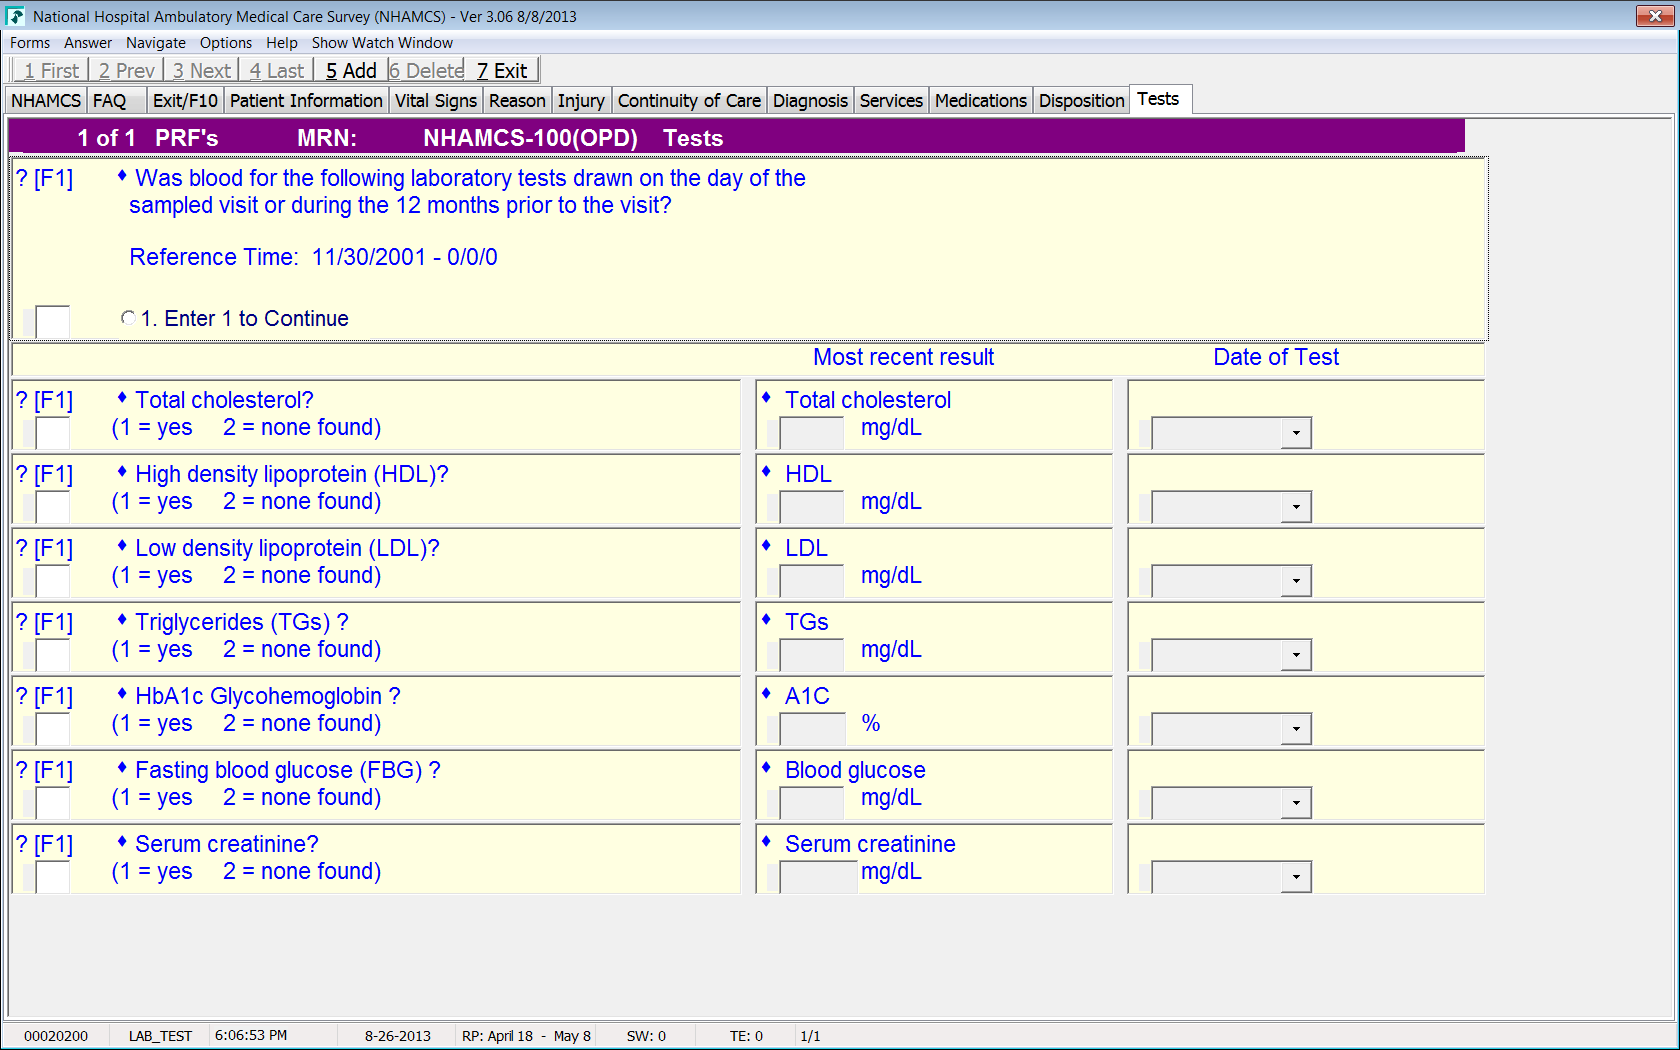 National Hospital Ambulatory Medical Care Survey (NHAMCS) - Ver 3.06 8/8/2013
Forms Answer Navigate Options Help Show Watch Window
1 First 2 Prev 3 Next 4 Last 5 Add 6 Delete 7 Exit
NHAMCS FAQ Exit/F10 Patient Information Vital Signs Reason Injury Continuity of Care Diagnosis Services Medications Disposition Tests
1 of 1 PRF's MRN: NHAMCS-100(OPD) Tests
? [F1] ♦ Was blood for the following laboratory tests drawn on the day of the
sampled visit or during the 12 months prior to the visit?
Reference Time: 11/30/2001 - 0/0/0
1. Enter 1 to Continue
Most recent result Date of Test
? [F1] ♦ Total cholesterol? ♦ Total cholesterol
(1 = yes 2 = none found) mg/dL
? [F1] ♦ High density lipoprotein (HDL)? ♦ HDL
(1 = yes 2 = none found) mg/dL
? [F1] ♦ Low density lipoprotein (LDL)? ♦ LDL
(1 = yes 2 = none found) mg/dL
? [F1] ♦ Triglycerides (TGs) ? ♦ TGs
(1 = yes 2 = none found) mg/dL
? [F1] ♦ HbA1c Glycohemoglobin ? ♦ A1C
(1 = yes 2 = none found) %
? [F1] ♦ Fasting blood glucose (FBG) ? ♦ Blood glucose
(1 = yes 2 = none found) mg/dL
? [F1] ♦ Serum creatinine? ♦ Serum creatinine
(1 = yes 2 = none found) mg/dL
00020200 LAB_TEST 6:06:53 PM 8-26-2013 RP: April 18 - May 8 SW: 0 TE: 0 1/1